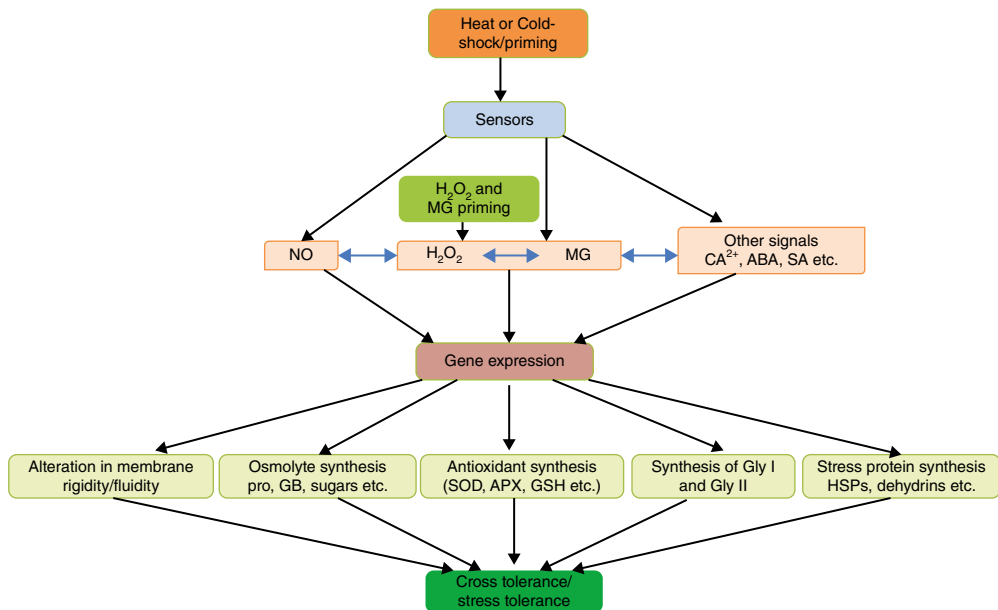 Heat or Cold-
shock/priming
Sensors
H₂O₂ and
MG priming
NO
H₂O₂
MG
Other signals
CA²⁺, ABA, SA etc.
Gene expression
Alteration in membrane
rigidity/fluidity
Osmolyte synthesis
pro, GB, sugars etc.
Antioxidant synthesis
(SOD, APX, GSH etc.)
Synthesis of Gly I
and Gly II
Stress protein synthesis
HSPs, dehydrins etc.
Cross tolerance/
stress tolerance